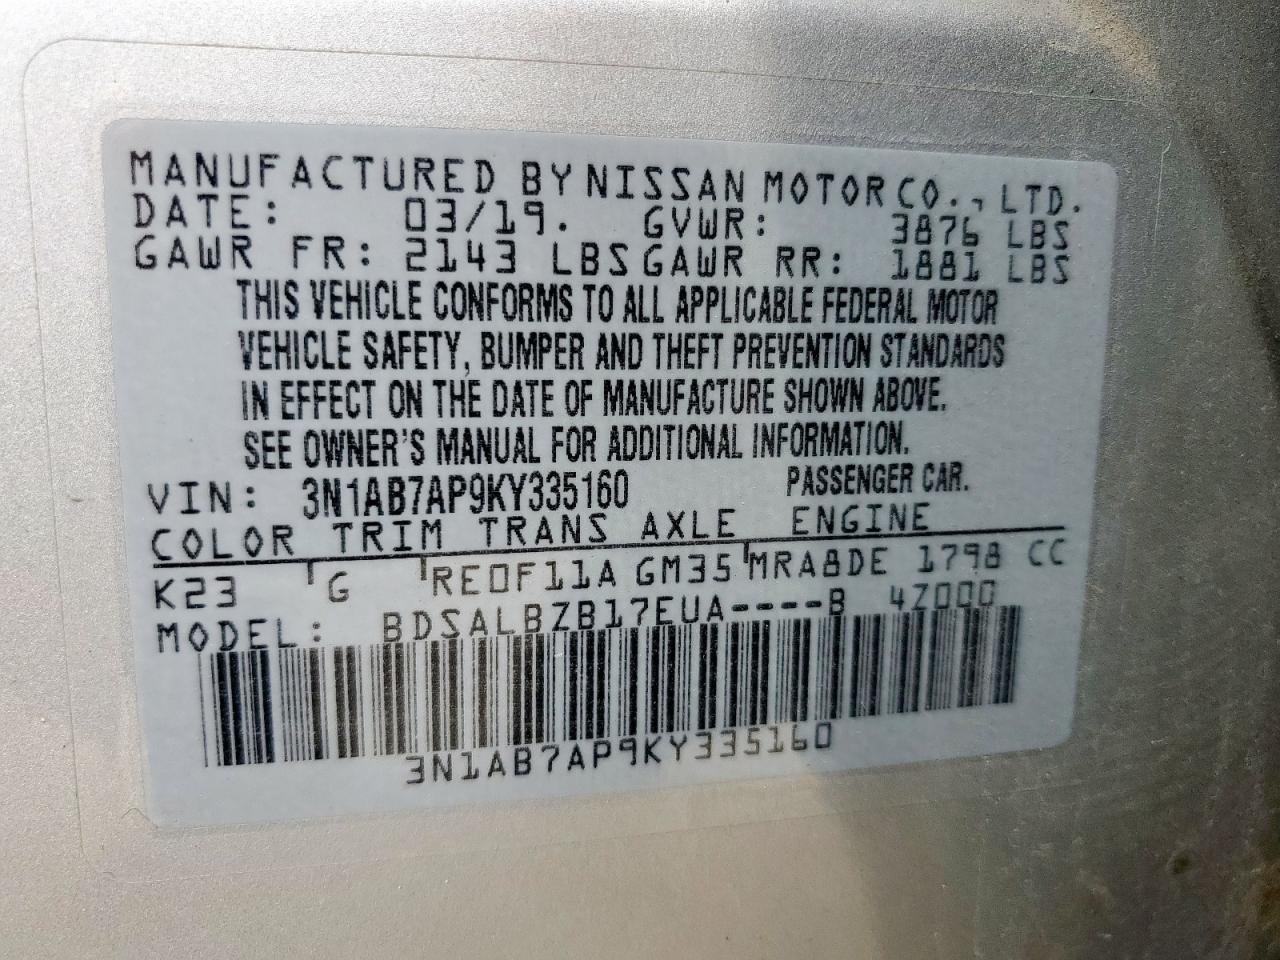 MANUFACTURED BY NISSAN MOTOR CO., LTD.
DATE: 03/19. GVWR: 3876 LBS
GAWR FR: 2143 LBS GAWR RR: 1881 LBS
THIS VEHICLE CONFORMS TO ALL APPLICABLE FEDERAL MOTOR
VEHICLE SAFETY, BUMPER AND THEFT PREVENTION STANDARDS
IN EFFECT ON THE DATE OF MANUFACTURE SHOWN ABOVE.
SEE OWNER'S MANUAL FOR ADDITIONAL INFORMATION.
VIN: 3N1AB7AP9KY335160 PASSENGER CAR.
COLOR TRIM TRANS AXLE ENGINE
K23 G RE0F11A GM35 MRA8DE 1798 CC
MODEL: BDSALBZB17EUA----B 4Z000
3N1AB7AP9KY335160